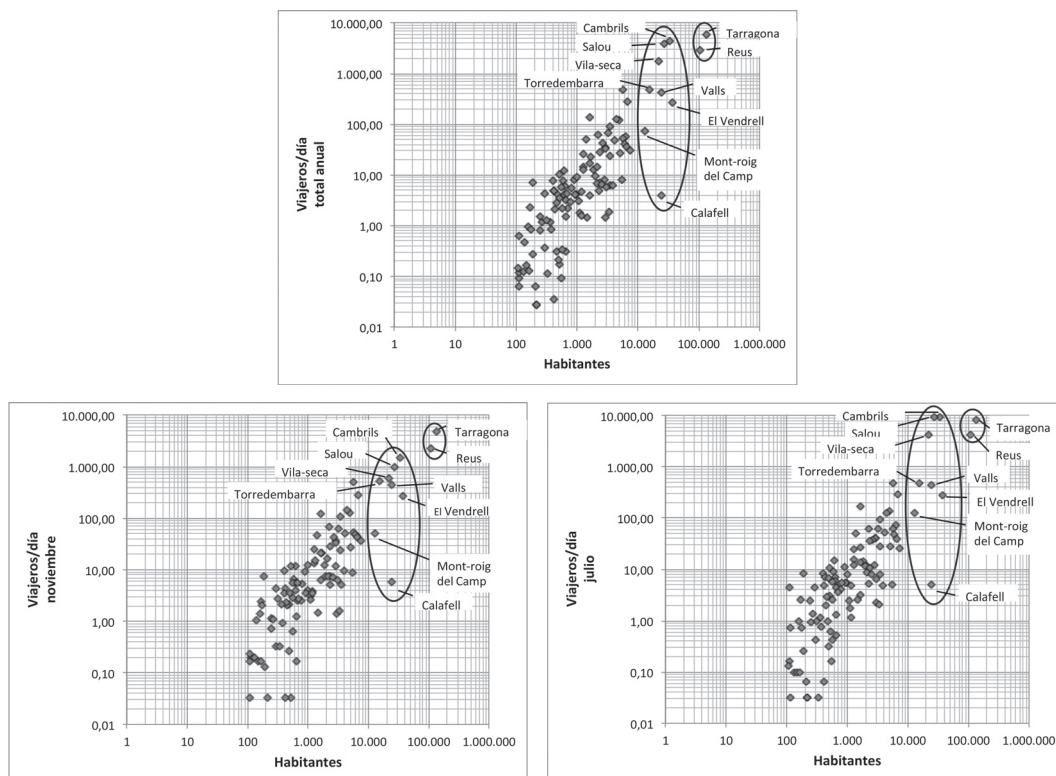 10.000,00
1.000,00
100,00
10,00
1,00
0,10
0,01
Viajeros/día
total anual
Cambrils
Salou
Vila-seca
Torredembarra
Tarragona
Reus
Valls
El Vendrell
Mont-roig
del Camp
Calafell
1 10 100 1.000 10.000 100.000 1.000.000
Habitantes
10.000,00
1.000,00
100,00
10,00
1,00
0,10
0,01
Viajeros/día
noviembre
Cambrils
Salou
Vila-seca
Torredembarra
Tarragona
Reus
Valls
El Vendrell
Mont-roig
del Camp
Calafell
1 10 100 1.000 10.000 100.000 1.000.000
Habitantes
10.000,00
1.000,00
100,00
10,00
1,00
0,10
0,01
Viajeros/día
julio
Cambrils
Salou
Vila-seca
Torredembarra
Tarragona
Reus
Valls
El Vendrell
Mont-roig
del Camp
Calafell
1 10 100 1.000 10.000 100.000 1.000.000
Habitantes